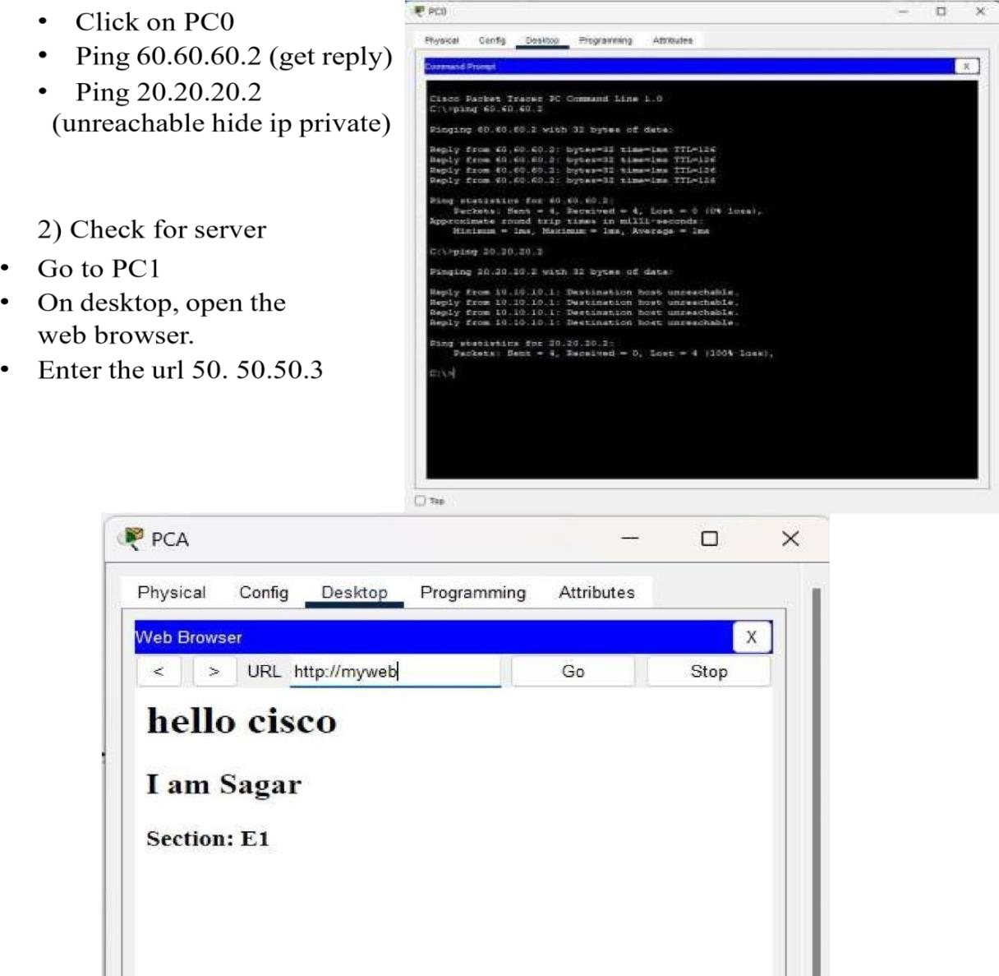 • Click on PC0
• Ping 60.60.60.2 (get reply)
• Ping 20.20.20.2
(unreachable hide ip private)
2) Check for server
• Go to PC1
• On desktop, open the
web browser.
• Enter the url 50. 50.50.3
PC0
Physical Config Desktop Programming Attributes
Command Prompt X
Cisco Packet Tracer PC Command Line 1.0
C:\>ping 60.60.60.2
Pinging 60.60.60.2 with 32 bytes of data:
Reply from 60.60.60.2: bytes=32 time=1ms TTL=126
Reply from 60.60.60.2: bytes=32 time=1ms TTL=126
Reply from 60.60.60.2: bytes=32 time=1ms TTL=126
Reply from 60.60.60.2: bytes=32 time=1ms TTL=126
Ping statistics for 60.60.60.2:
Packets: Sent = 4, Received = 4, Lost = 0 (0% loss),
Approximate round trip times in milli-seconds:
Minimum = 1ms, Maximum = 1ms, Average = 1ms
C:\>ping 20.20.20.2
Pinging 20.20.20.2 with 32 bytes of data:
Reply from 10.10.10.1: Destination host unreachable.
Reply from 10.10.10.1: Destination host unreachable.
Reply from 10.10.10.1: Destination host unreachable.
Reply from 10.10.10.1: Destination host unreachable.
Ping statistics for 20.20.20.2:
Packets: Sent = 4, Received = 0, Lost = 4 (100% loss),
C:\>
Top
PCA
Physical Config Desktop Programming Attributes
Web Browser X
< > URL http://myweb Go Stop
hello cisco
I am Sagar
Section: E1